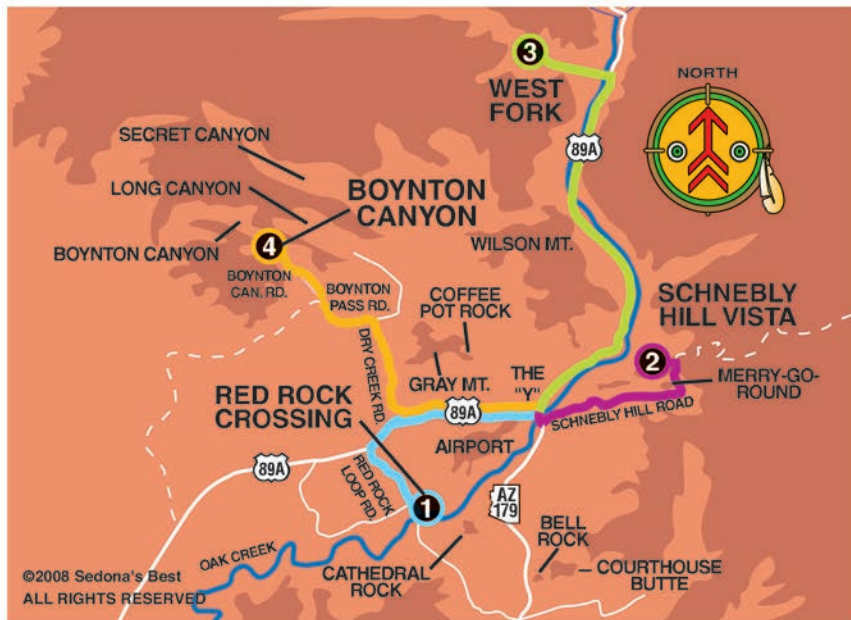 3
WEST
FORK
NORTH
89A
SECRET CANYON
LONG CANYON
BOYNTON
CANYON
BOYNTON CANYON
4
BOYNTON
CAN. RD.
BOYNTON
PASS RD.
WILSON MT.
COFFEE
POT ROCK
SCHNEBLY
HILL VISTA
DRY CREEK RD.
GRAY MT.
THE
"Y"
2
MERRY-GO-
ROUND
RED ROCK
CROSSING
89A
SCHNEBLY HILL ROAD
AIRPORT
89A
RED ROCK
LOOP RD.
1
AZ
179
BELL
ROCK
OAK CREEK
CATHEDRAL
ROCK
COURTHOUSE
BUTTE
©2008 Sedona's Best
ALL RIGHTS RESERVED